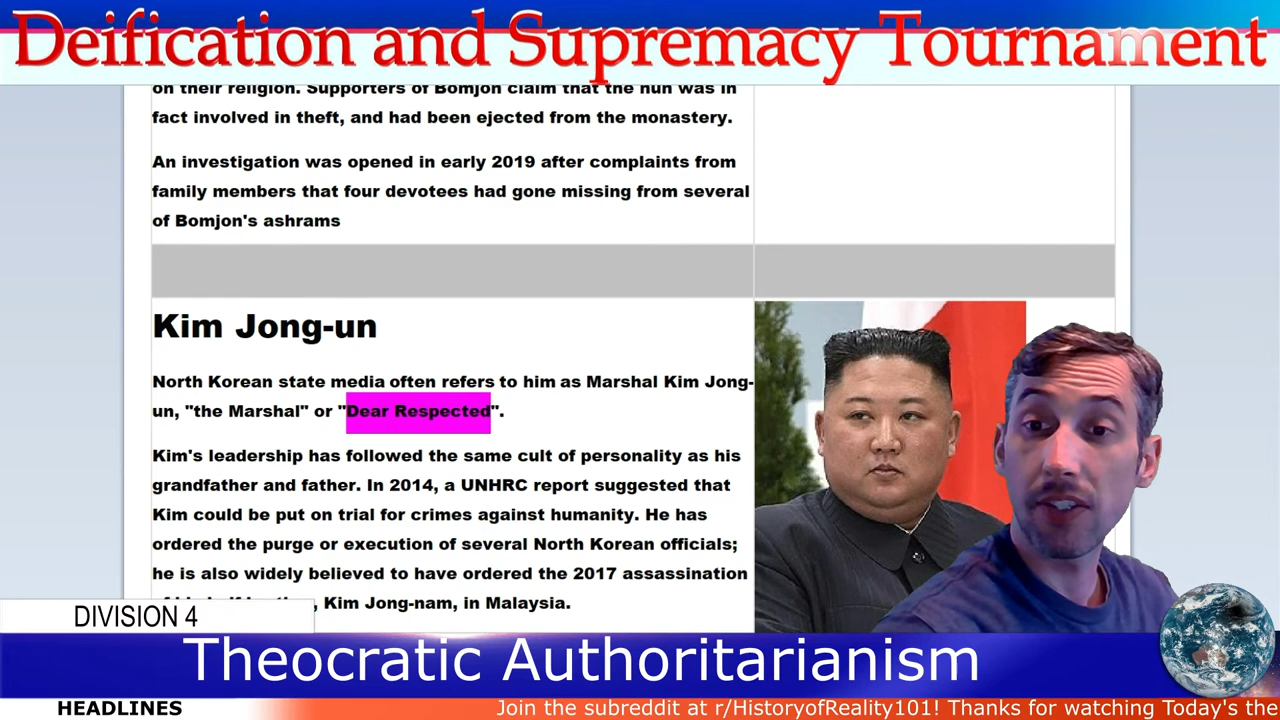 Deification and Supremacy Tournament
on their religion. Supporters of Bomjon claim that the nun was in
fact involved in theft, and had been ejected from the monastery.
An investigation was opened in early 2019 after complaints from
family members that four devotees had gone missing from several
of Bomjon's ashrams
Kim Jong-un
North Korean state media often refers to him as Marshal Kim Jong-
un, "the Marshal" or "Dear Respected".
Kim's leadership has followed the same cult of personality as his
grandfather and father. In 2014, a UNHRC report suggested that
Kim could be put on trial for crimes against humanity. He has
ordered the purge or execution of several North Korean officials;
he is also widely believed to have ordered the 2017 assassination
, Kim Jong-nam, in Malaysia.
DIVISION 4
Theocratic Authoritarianism
HEADLINES
Join the subreddit at r/HistoryofReality101! Thanks for watching Today's the